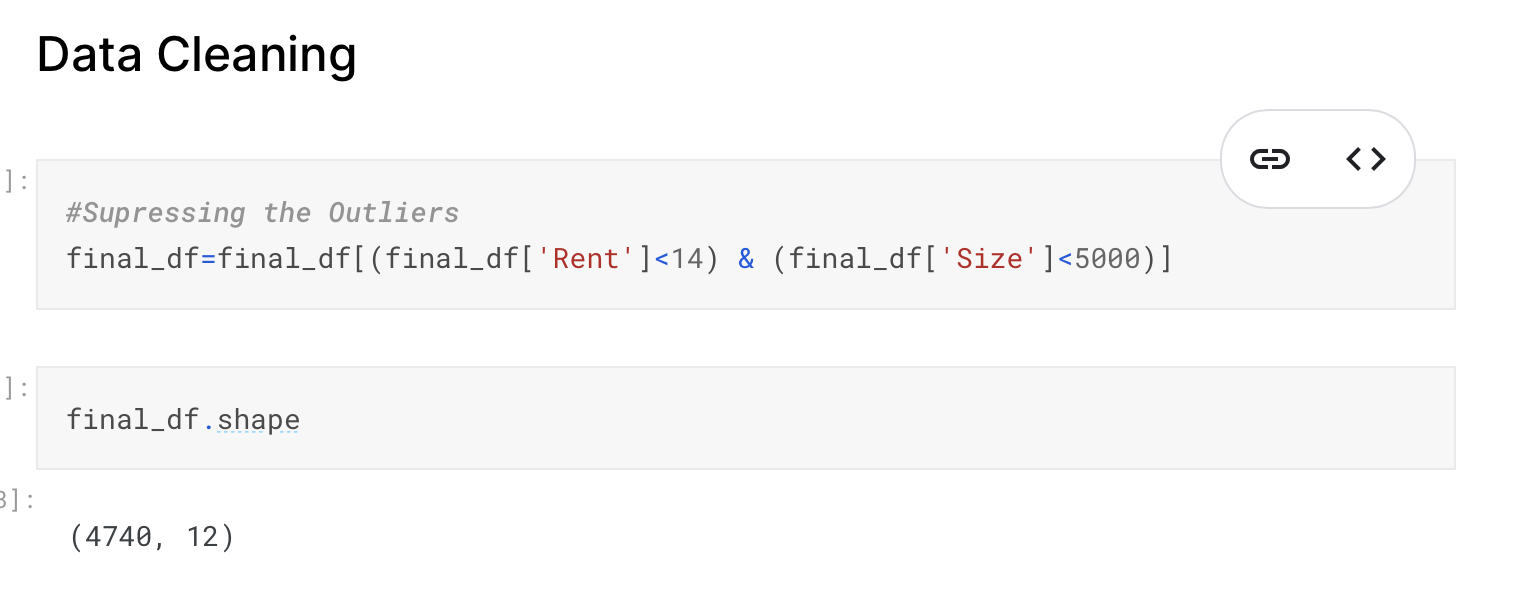 Data Cleaning
]:
#Supressing the Outliers
final_df=final_df[(final_df['Rent']<14) & (final_df['Size']<5000)]
]:
final_df.shape
3]:
(4740, 12)